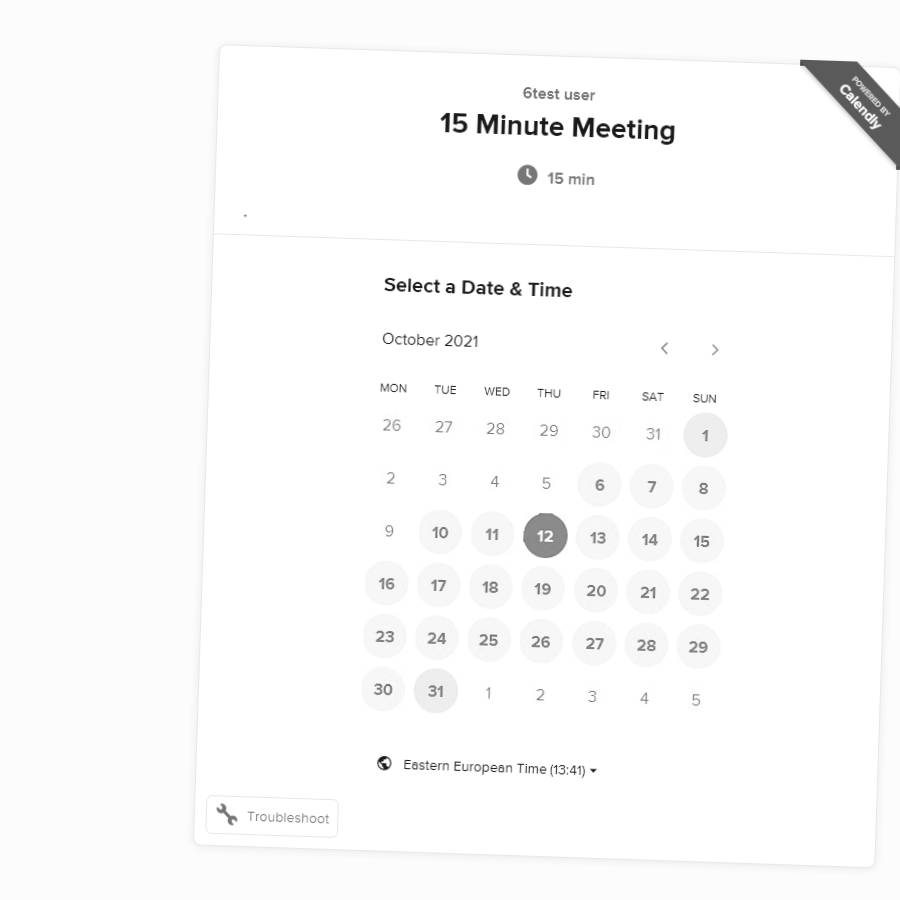 6test user
15 Minute Meeting
15 min
POWERED BY
Calendly
.
Select a Date & Time
October 2021
MON TUE WED THU FRI SAT SUN
26 27 28 29 30 31 1
2 3 4 5 6 7 8
9 10 11 12 13 14 15
16 17 18 19 20 21 22
23 24 25 26 27 28 29
30 31 1 2 3 4 5
Eastern European Time (13:41)
Troubleshoot